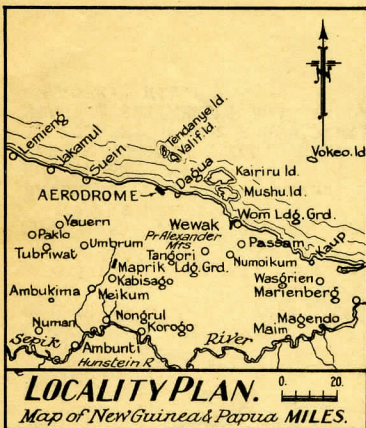 N
Tendanye. Id.
Valif. Id.
Vokeo. Id.
Lemieng
Jakamul
Suein
Dagua
Kairiru Id.
Mushu. Id.
AERODROME
Wom Ldg. Grd.
Wewak
Yauern
Paklo
Pr Alexander
Mts.
Passam
Kaup
Tubriwat
Umbrum
Tangori
Numoikum
Maprik
Ldg. Grd.
Kabisago
Wasgrien
Marienberg
Ambukima
Meikum
Numan
Nongrul
Korogo
Magendo
Maim
Sepik
River
Ambunti
Hunstein R
LOCALITY PLAN.
0. 20.
Map of New Guinea & Papua MILES.